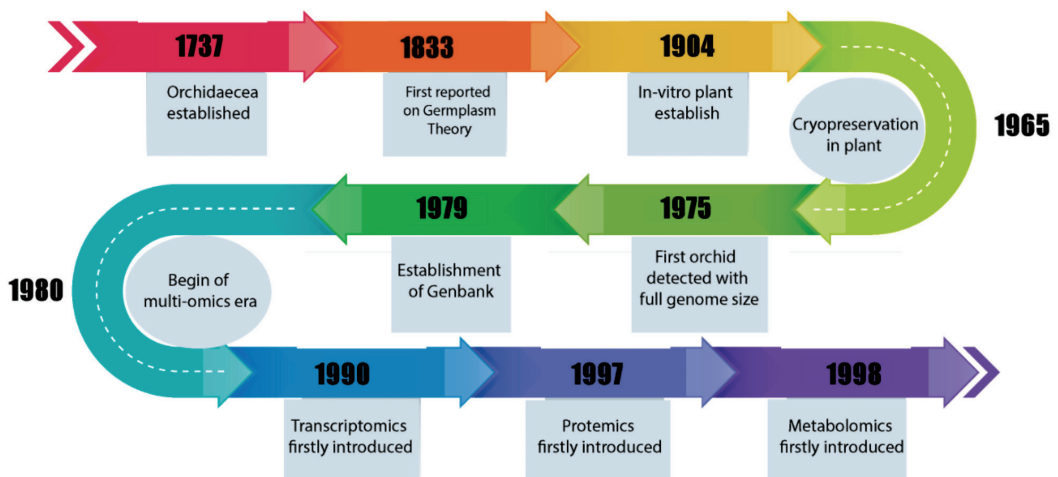 1737
Orchidaecea
established
1833
First reported
on Germplasm
Theory
1904
In-vitro plant
establish
1965
Cryopreservation
in plant
1975
First orchid
detected with
full genome size
1979
Establishment
of Genbank
1980
Begin of
multi-omics era
1990
Transcriptomics
firstly introduced
1997
Protemics
firstly introduced
1998
Metabolomics
firstly introduced